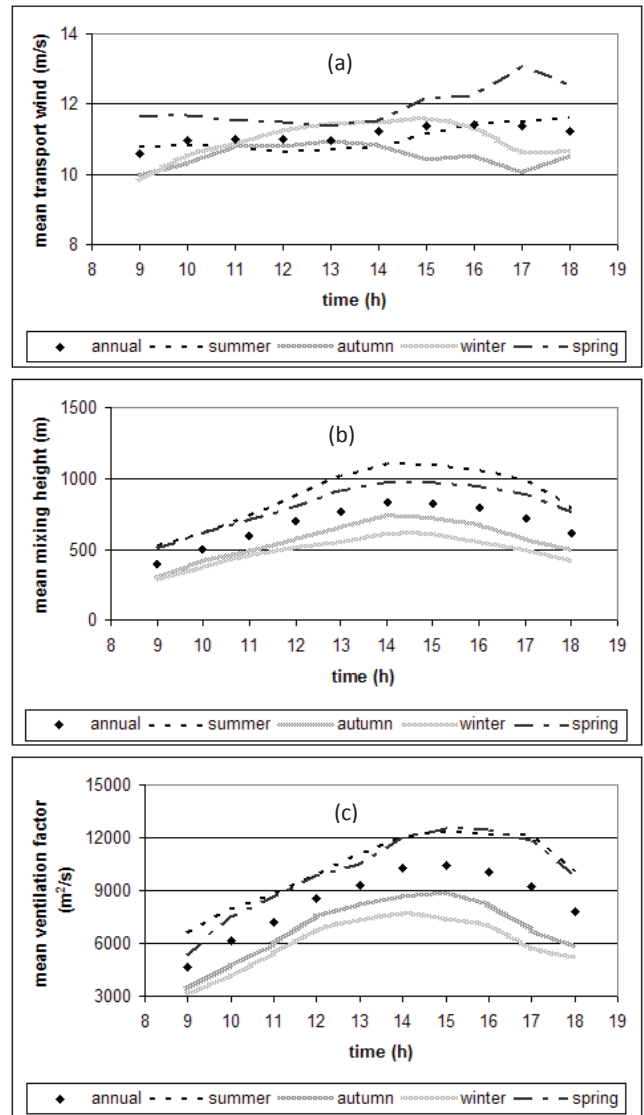 (a)
mean transport wind (m/s)
14
12
10
8
8 9 10 11 12 13 14 15 16 17 18
time (h)
annual summer autumn winter spring
(b)
mean mixing height (m)
1500
1000
500
0
8 9 10 11 12 13 14 15 16 17 18
time (h)
annual summer autumn winter spring
(c)
mean ventilation factor
(m²/s)
15000
12000
9000
6000
3000
8 9 10 11 12 13 14 15 16 17 18
time (h)
annual summer autumn winter spring